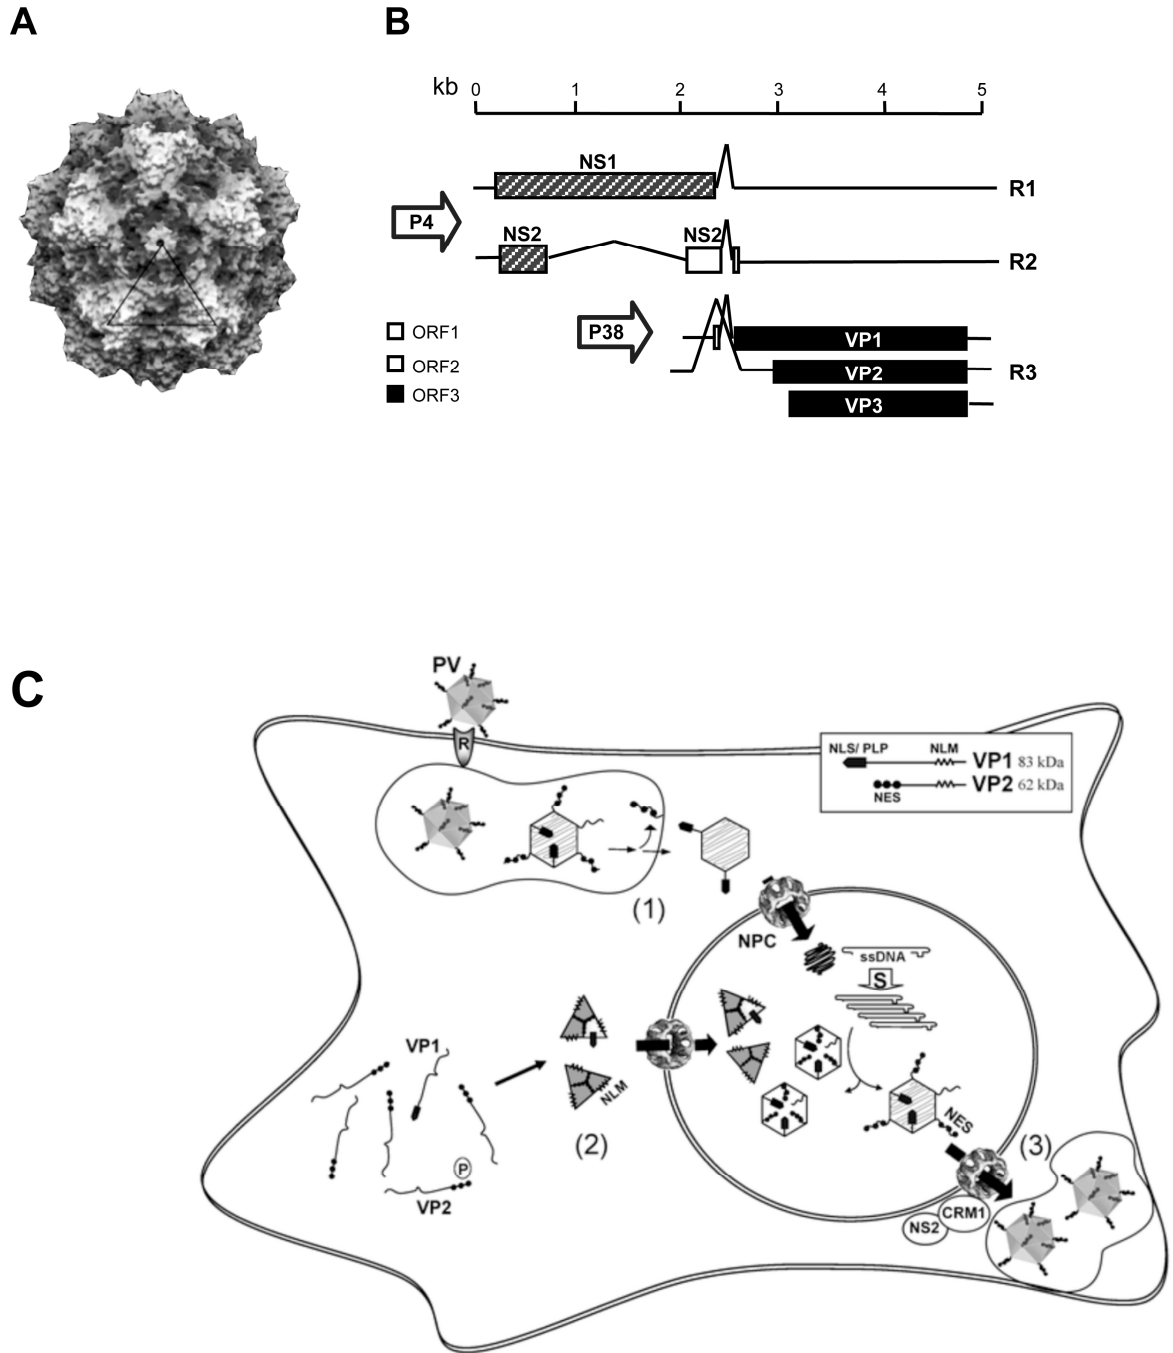 A
B
kb 0 1 2 3 4 5
NS1
R1
P4
NS2 NS2
R2
P38
VP1
ORF1
VP2
R3
ORF2
ORF3
VP3
C
PV
R
NLS/ PLP NLM
VP1 83 kDa
VP2 62 kDa
NES
(1)
NPC
ssDNA
S
VP1
NLM
NES
(2)
(3)
P
VP2
CRM1
NS2